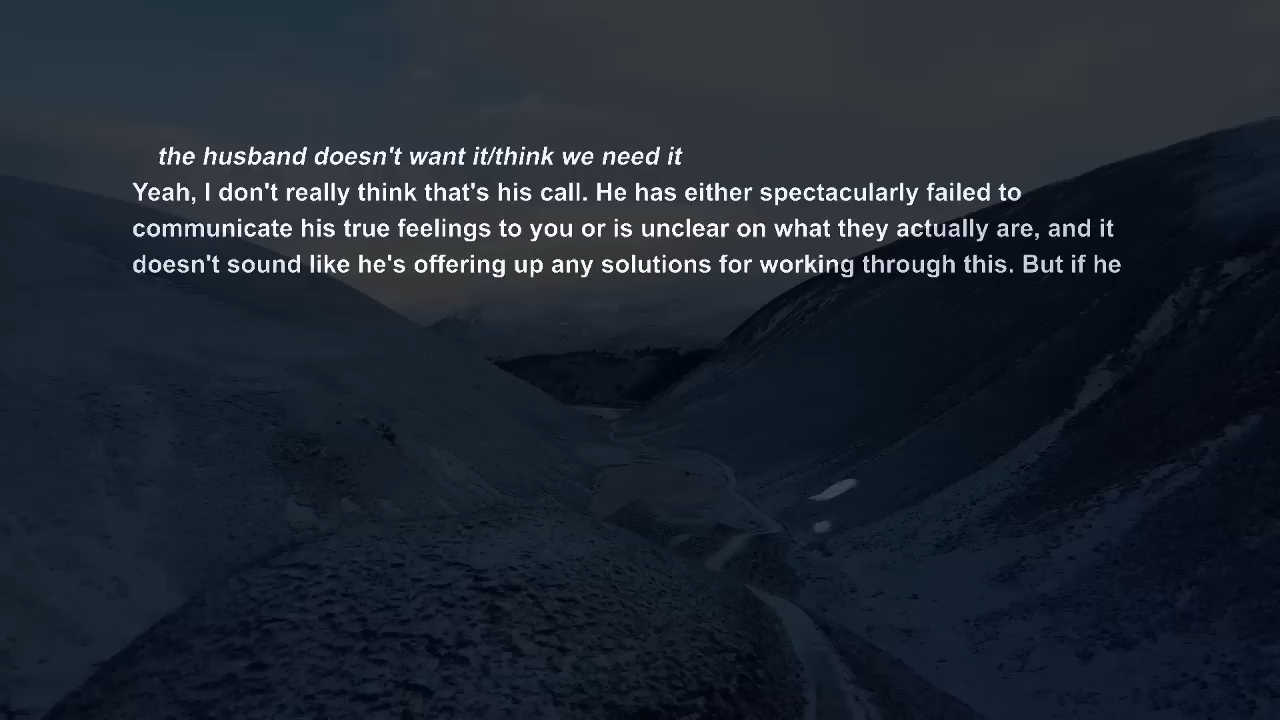 the husband doesn't want it/think we need it
Yeah, I don't really think that's his call. He has either spectacularly failed to
communicate his true feelings to you or is unclear on what they actually are, and it
doesn't sound like he's offering up any solutions for working through this. But if he